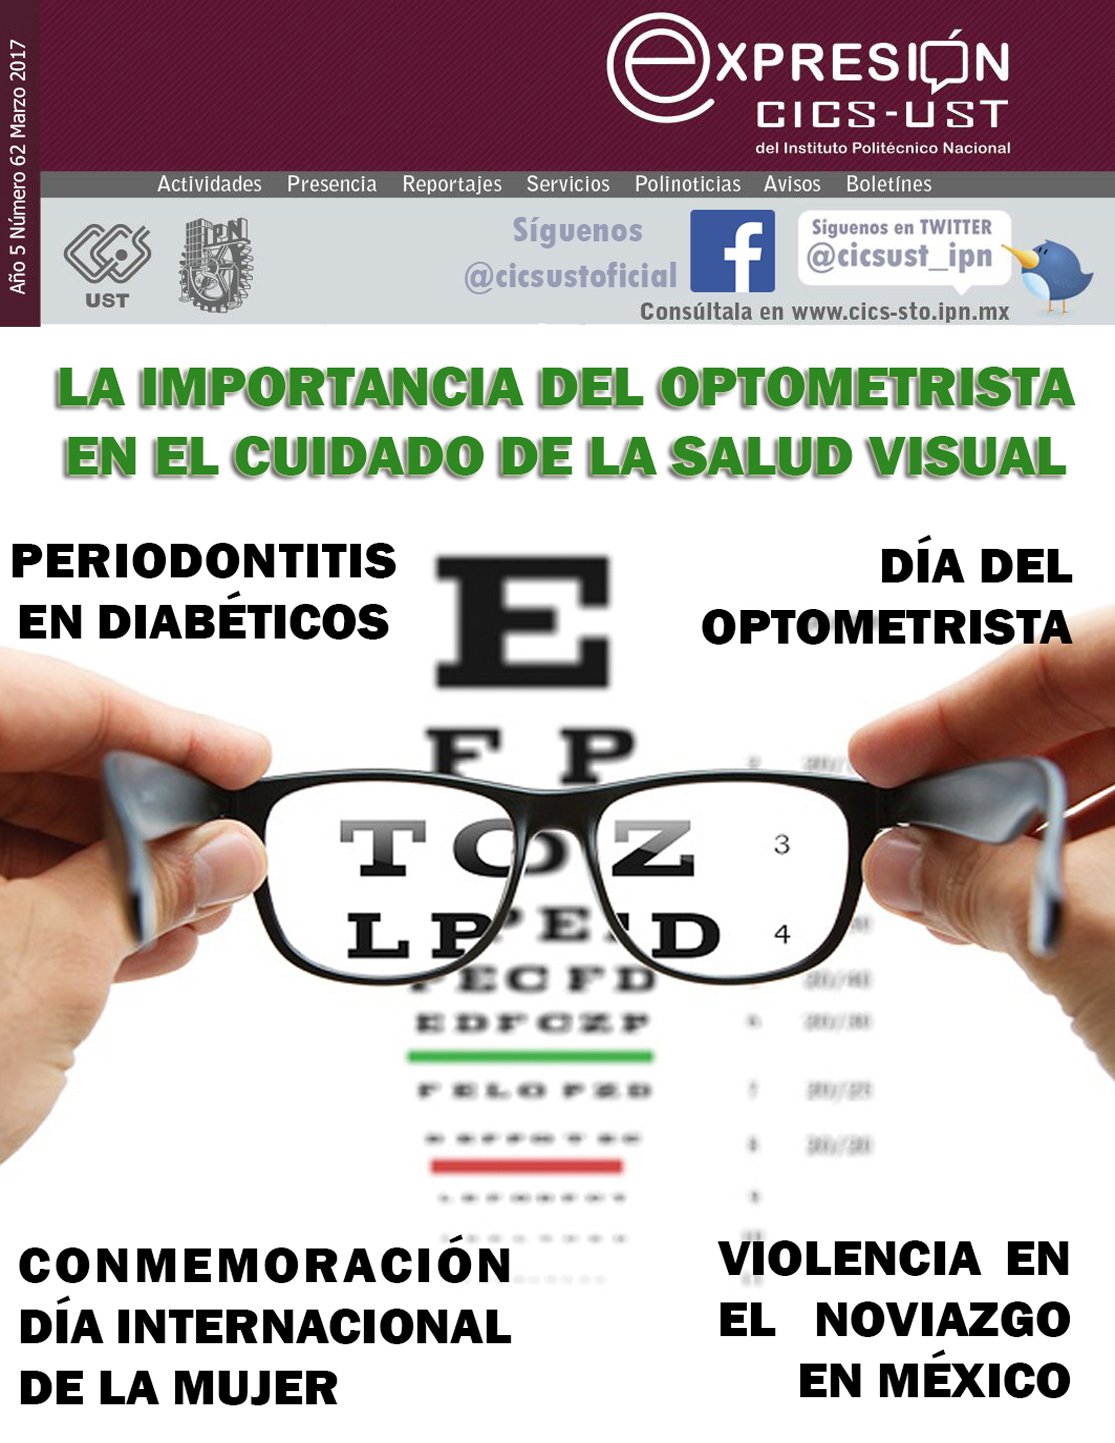 Año 5 Número 62 Marzo 2017
eXPRESIÓN
CICS-UST
del Instituto Politécnico Nacional
Actividades Presencia Reportajes Servicios Polinoticias Avisos Boletínes
UST
IPN
Síguenos
@cicsustoficial
f
Síguenos en TWITTER
@cicsust_ipn
Consúltala en www.cics-sto.ipn.mx
LA IMPORTANCIA DEL OPTOMETRISTA
EN EL CUIDADO DE LA SALUD VISUAL
PERIODONTITIS
EN DIABÉTICOS
DÍA DEL
OPTOMETRISTA
E
F P
T O Z 3
L P E D 4
P E C F D
E D F C Z P
F E L O P Z D
CONMEMORACIÓN
DÍA INTERNACIONAL
DE LA MUJER
VIOLENCIA EN
EL NOVIAZGO
EN MÉXICO